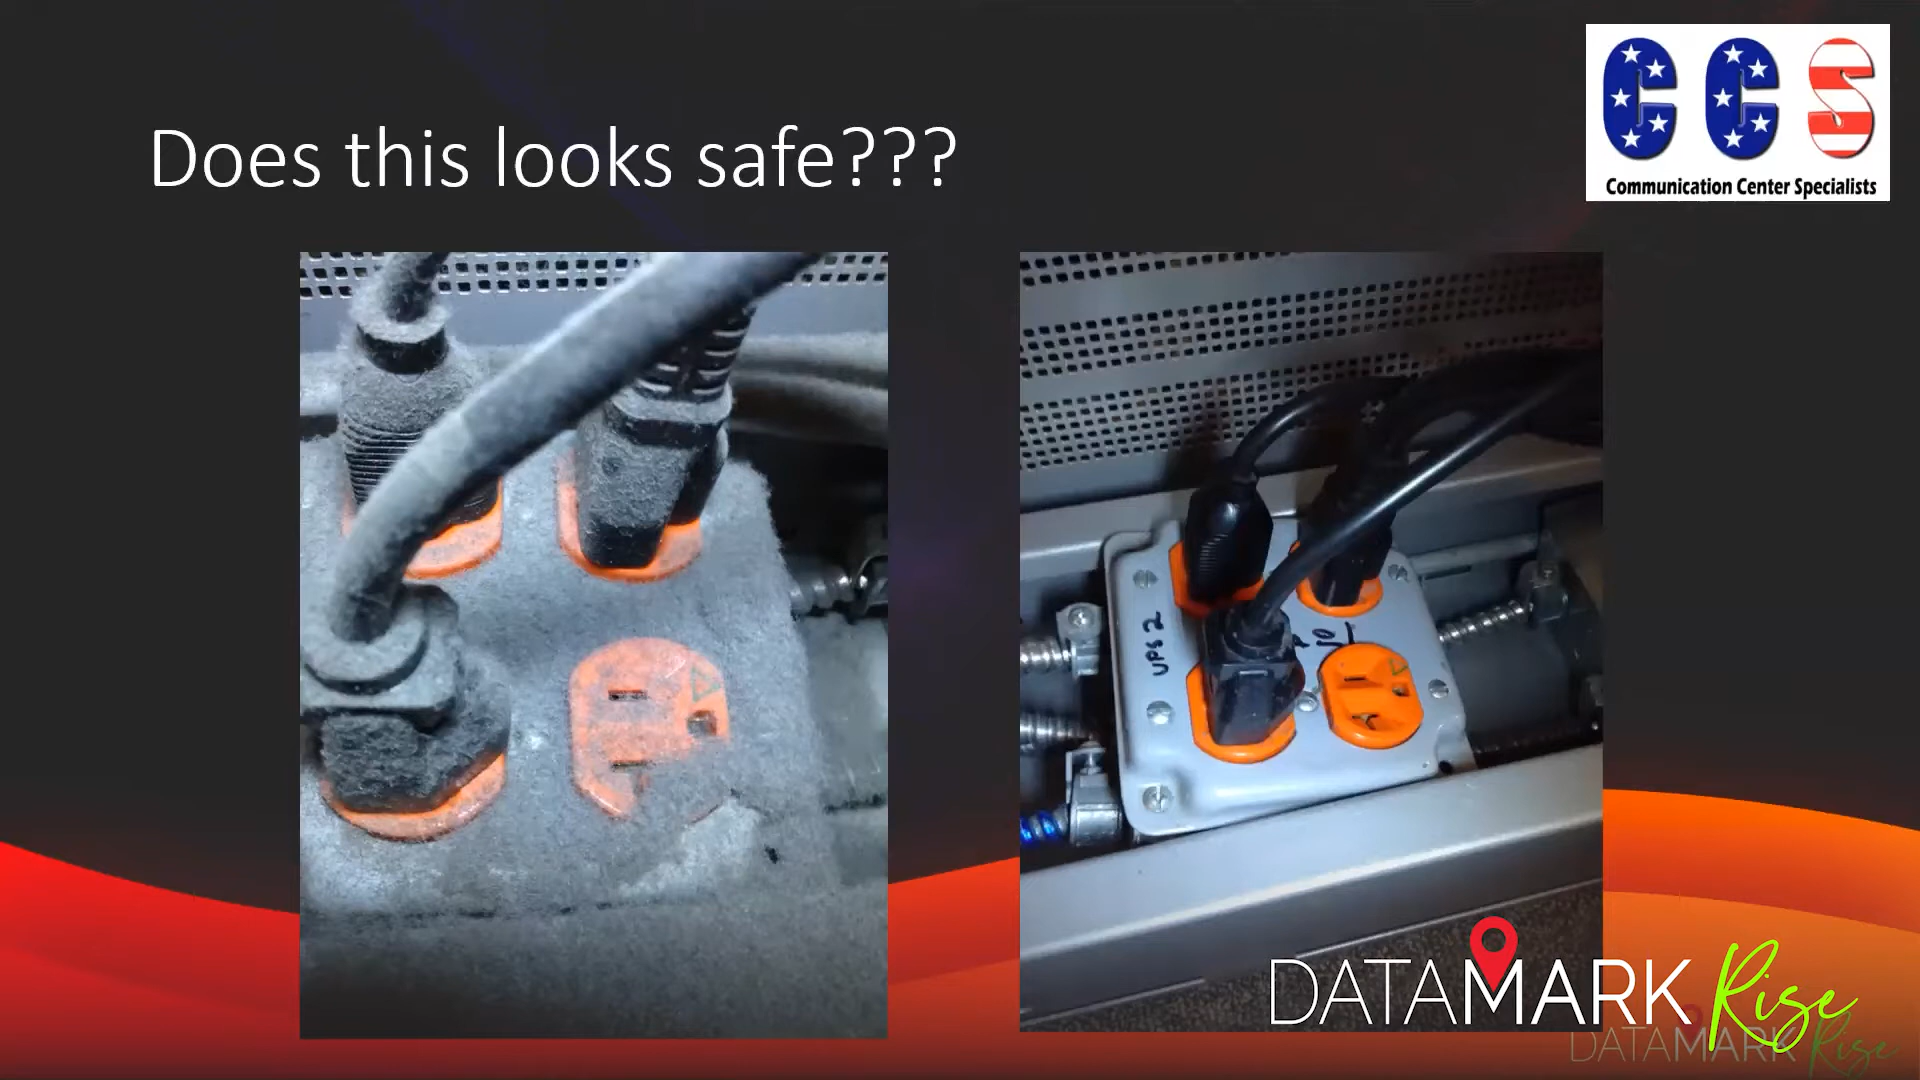 Does this looks safe???
CCS
Communication Center Specialists
UPS 2
DATAMARK Rise
DATAMARK Rise